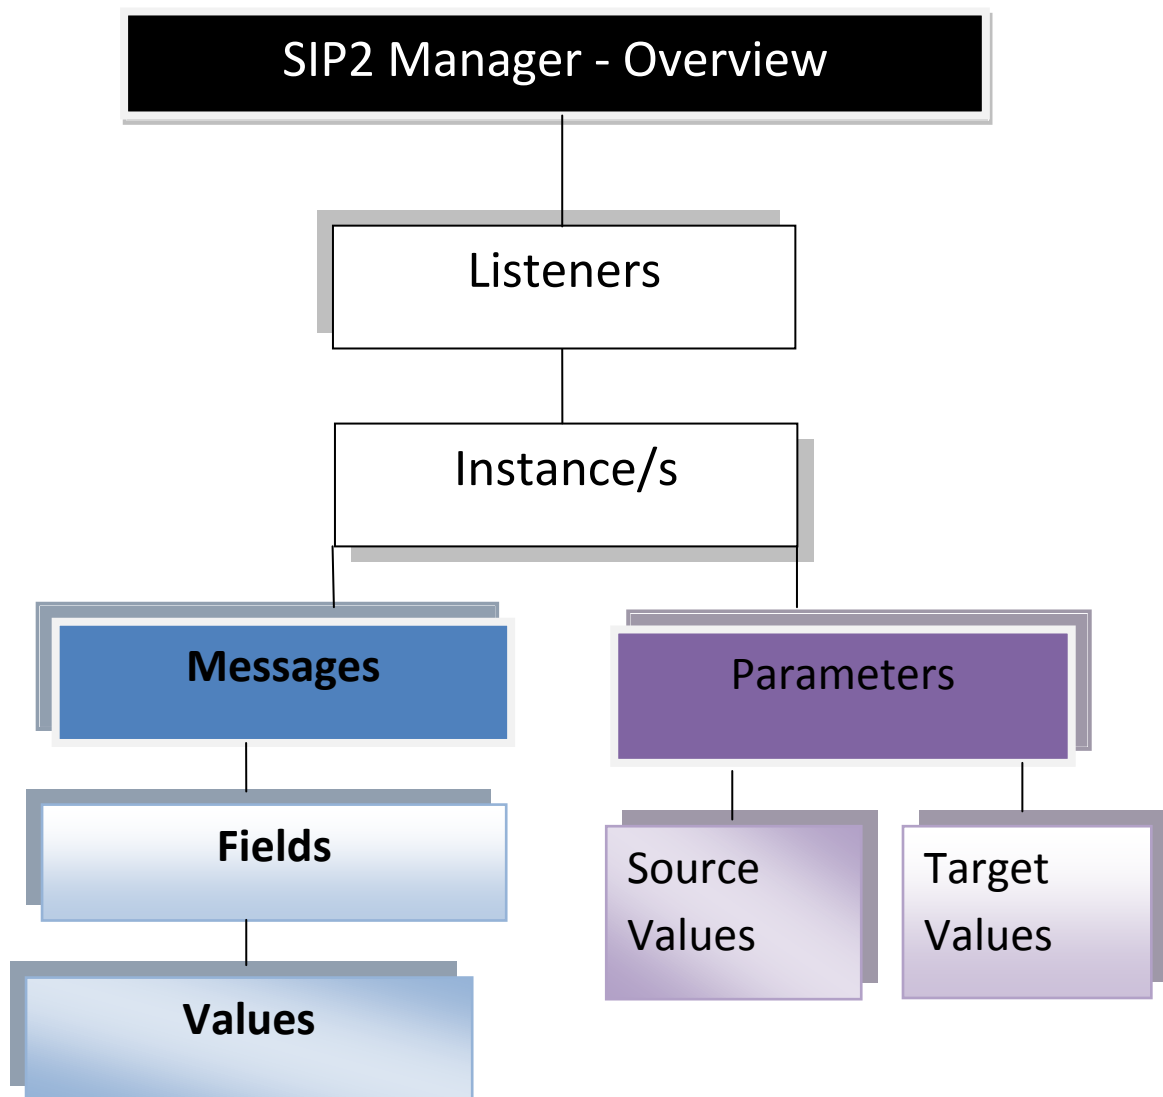 SIP2 Manager - Overview
Listeners
Instance/s
Messages
Parameters
Fields
Source
Values
Target
Values
Values